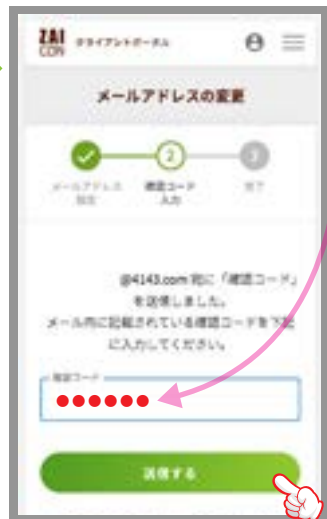 ZAI
CON クライアントポータル
メールアドレスの変更
2
3
メールアドレス 確認コード 完了
設定 入力
@4143.com 宛に「確認コード」
を送信しました。
メール内に記載されている確認コードを下記
に入力してください。
確認コード
●●●●●●
送信する